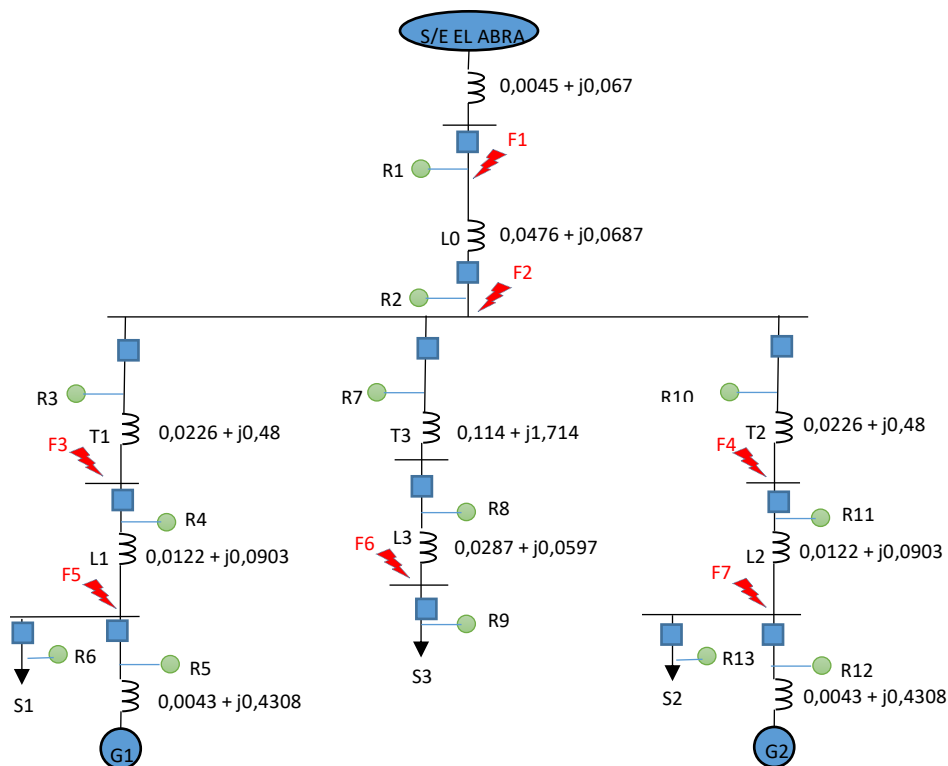 S/E EL ABRA
0,0045 + j0,067
F1
R1
L0
0,0476 + j0,0687
F2
R2
R3
R7
R10
T1
0,0226 + j0,48
T3
0,114 + j1,714
T2
0,0226 + j0,48
F3
F4
R4
R8
R11
L1
0,0122 + j0,0903
L3
0,0287 + j0,0597
L2
0,0122 + j0,0903
F5
F6
F7
R6
R5
R9
R13
R12
S1
0,0043 + j0,4308
S3
S2
0,0043 + j0,4308
G1
G2